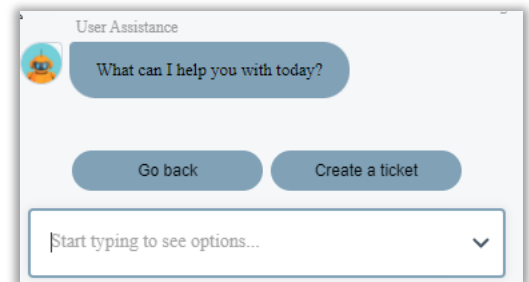 User Assistance
What can I help you with today?
Go back
Create a ticket
Start typing to see options...